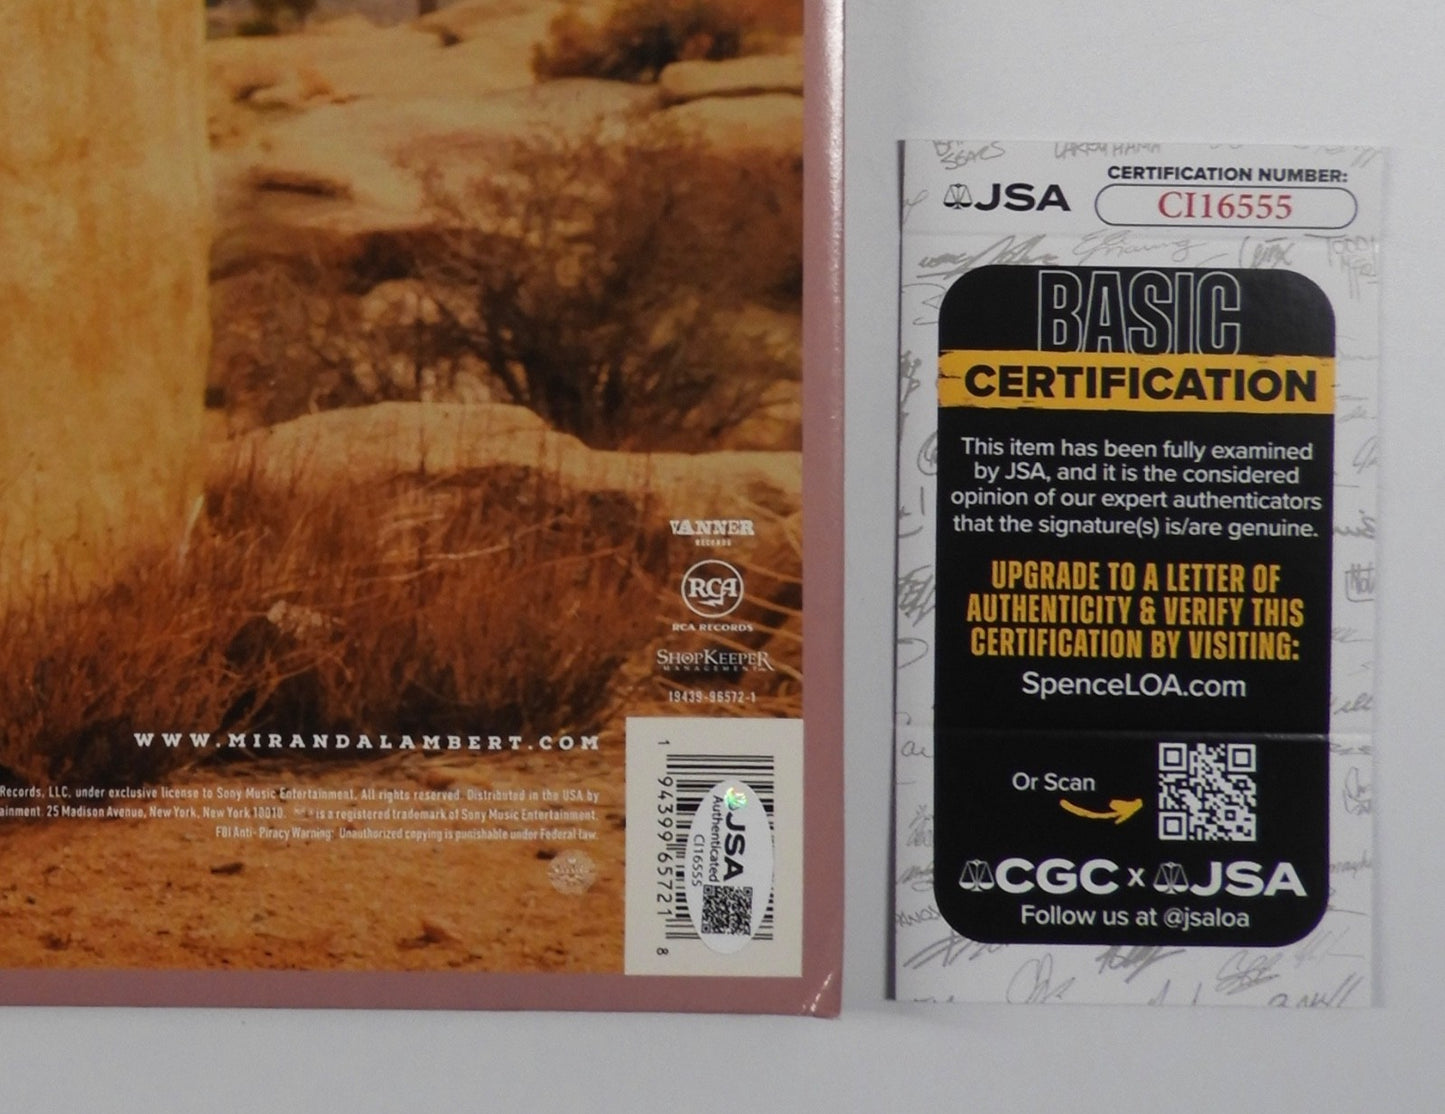 VANNER
RECORDS
RCA
RCA RECORDS
SHOPKEEPER
MANAGEMENT
19439-96572-1
WWW.MIRANDALAMBERT.COM
Records, LLC, under exclusive license to Sony Music Entertainment. All rights reserved. Distributed in the USA by
ainment, 25 Madison Avenue, New York, New York 10010. is a registered trademark of Sony Music Entertainment.
FBI Anti-Piracy Warning: Unauthorized copying is punishable under Federal law.
1 94399 65721 8
JSA
Authenticated
CI16555
JSA
CERTIFICATION NUMBER:
CI16555
BASIC
CERTIFICATION
This item has been fully examined
by JSA, and it is the considered
opinion of our expert authenticators
that the signature(s) is/are genuine.
UPGRADE TO A LETTER OF
AUTHENTICITY & VERIFY THIS
CERTIFICATION BY VISITING:
SpenceLOA.com
Or Scan
CGC x JSA
Follow us at @jsaloa